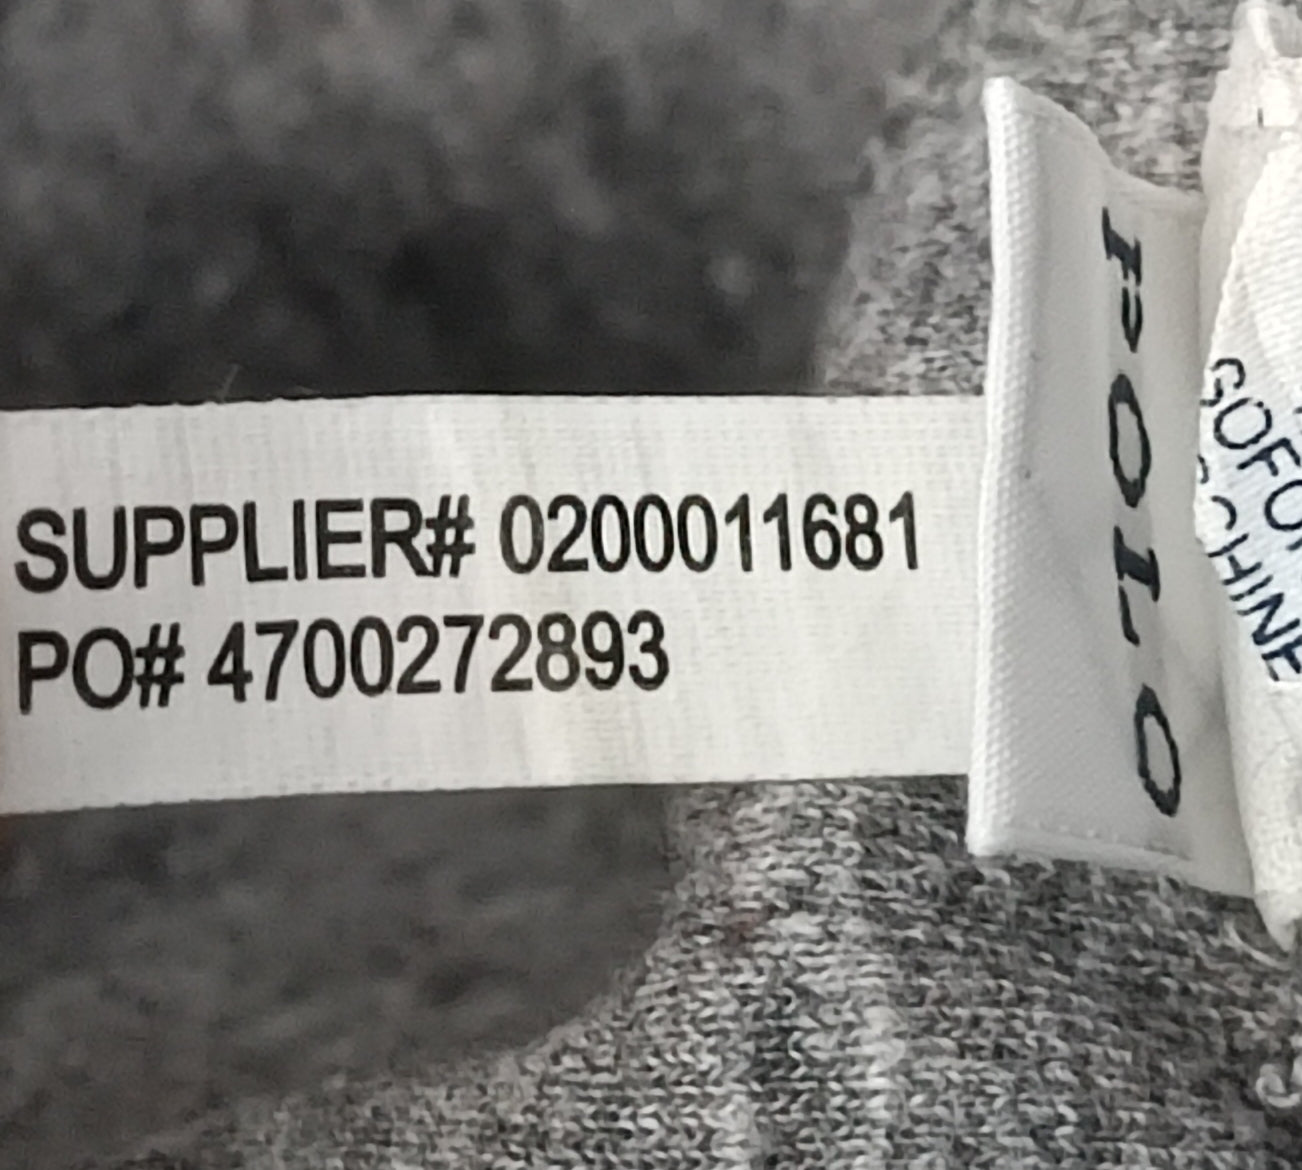 SUPPLIER# 0200011681
PO# 4700272893
POLO